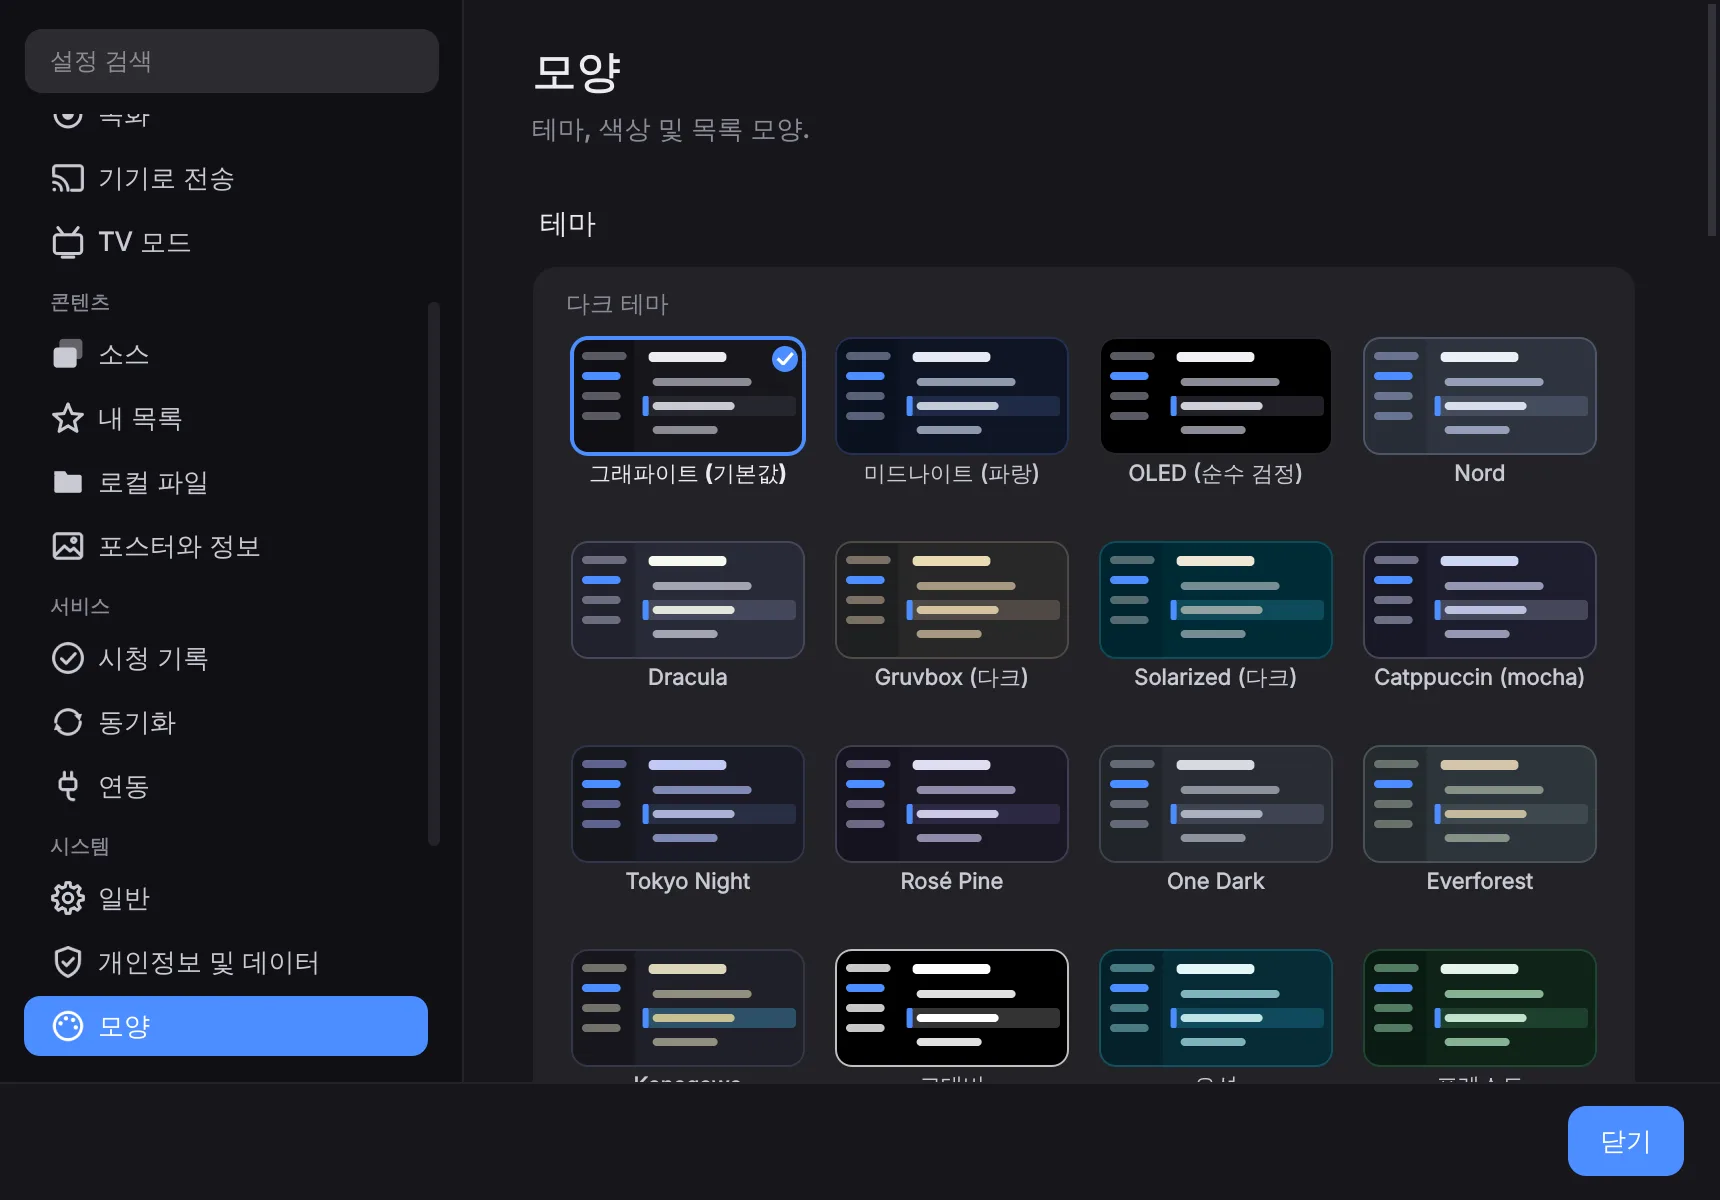 설정 검색
기기로 전송
TV 모드
콘텐츠
소스
내 목록
로컬 파일
포스터와 정보
서비스
시청 기록
동기화
연동
시스템
일반
개인정보 및 데이터
모양
모양
테마, 색상 및 목록 모양.
테마
다크 테마
그래파이트 (기본값)
미드나이트 (파랑)
OLED (순수 검정)
Nord
Dracula
Gruvbox (다크)
Solarized (다크)
Catppuccin (mocha)
Tokyo Night
Rosé Pine
One Dark
Everforest
닫기